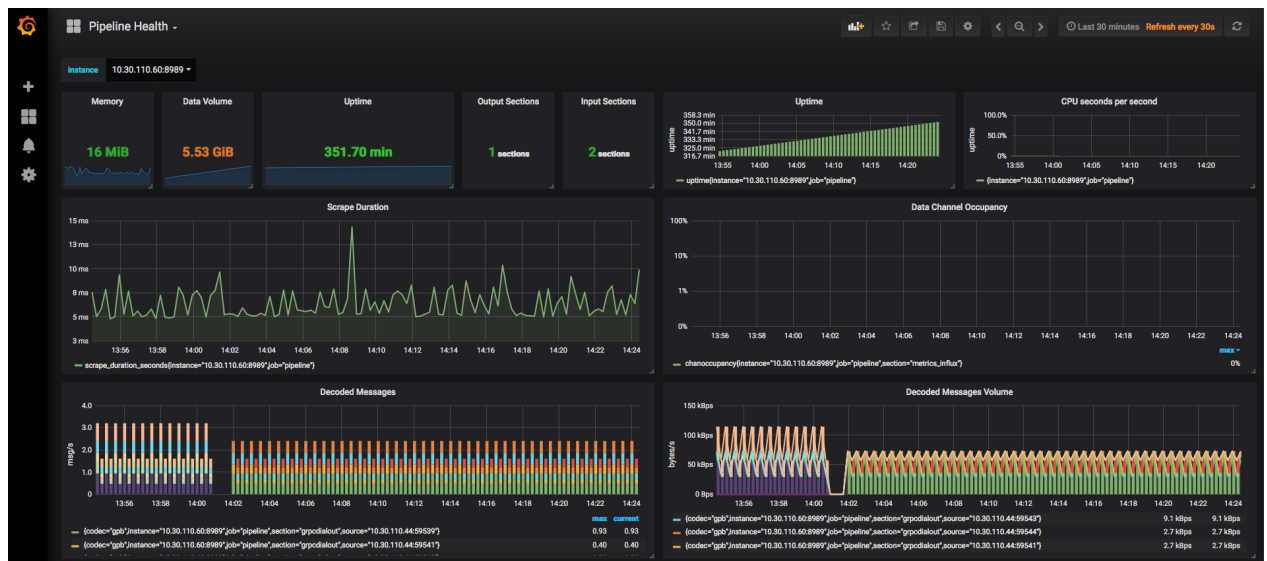 Pipeline Health
Last 30 minutes Refresh every 30s
Instance 10.30.110.60:8989
Memory
16 MiB
Data Volume
5.53 GiB
Uptime
351.70 min
Output Sections
1 sections
Input Sections
2 sections
Uptime
uptime
358.3 min
350.0 min
341.7 min
333.3 min
325.0 min
316.7 min
13:55 14:00 14:05 14:10 14:15 14:20
uptime{instance="10.30.110.60:8989",job="pipeline"}
CPU seconds per second
uptime
100.0%
50.0%
0%
13:55 14:00 14:05 14:10 14:15 14:20
{instance="10.30.110.60:8989",job="pipeline"}
Scrape Duration
15 ms
13 ms
10 ms
8 ms
5 ms
3 ms
13:56 13:58 14:00 14:02 14:04 14:06 14:08 14:10 14:12 14:14 14:16 14:18 14:20 14:22 14:24
scrape_duration_seconds{instance="10.30.110.60:8989",job="pipeline"}
Data Channel Occupancy
100%
10%
1%
0%
13:56 13:58 14:00 14:02 14:04 14:06 14:08 14:10 14:12 14:14 14:16 14:18 14:20 14:22 14:24
max
chanoccupancy{instance="10.30.110.60:8989",job="pipeline",section="metrics_influx"} 0%
Decoded Messages
msg/s
4.0
3.0
2.0
1.0
0
13:56 13:58 14:00 14:02 14:04 14:06 14:08 14:10 14:12 14:14 14:16 14:18 14:20 14:22 14:24
max current
{codec="gpb",instance="10.30.110.60:8989",job="pipeline",section="grpcdialout",source="10.30.110.44:59539"} 0.93 0.93
{codec="gpb",instance="10.30.110.60:8989",job="pipeline",section="grpcdialout",source="10.30.110.44:59541"} 0.40 0.40
Decoded Messages Volume
bytes/s
150 kBps
100 kBps
50 kBps
0 Bps
13:56 13:58 14:00 14:02 14:04 14:06 14:08 14:10 14:12 14:14 14:16 14:18 14:20 14:22 14:24
{codec="gpb",instance="10.30.110.60:8989",job="pipeline",section="grpcdialout",source="10.30.110.44:59543"} 9.1 kBps 9.1 kBps
{codec="gpb",instance="10.30.110.60:8989",job="pipeline",section="grpcdialout",source="10.30.110.44:59544"} 2.7 kBps 2.7 kBps
{codec="gpb",instance="10.30.110.60:8989",job="pipeline",section="grpcdialout",source="10.30.110.44:59541"} 2.7 kBps 2.7 kBps